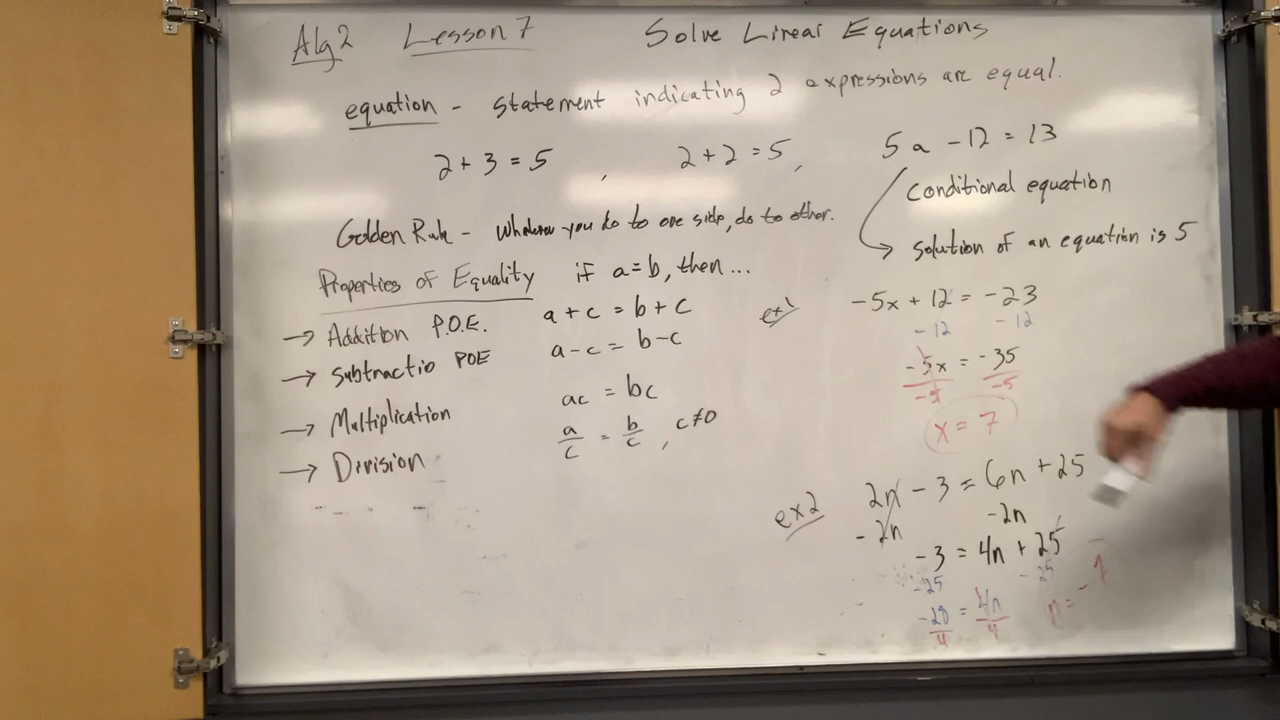 Alg2 Lesson 7 Solve Linear Equations
equation - statement indicating 2 expressions are equal.
2 + 3 = 5 , 2 + 2 = 5 , 5a - 12 = 13
conditional equation
solution of an equation is 5
Golden Rule - Whatever you do to one side, do to other.
Properties of Equality if a = b, then ...
→ Addition P.O.E. a + c = b + c
→ Subtractio POE a - c = b - c
→ Multiplication ac = bc
→ Division a/c = b/c , c ≠ 0
ex1 -5x + 12 = -23
-12 -12
-5x = -35
-5 -5
x = 7
ex2 2n - 3 = 6n + 25
-2n -2n
-3 = 4n + 25
-25 -25
-28 = 4n
4 4
n = -7